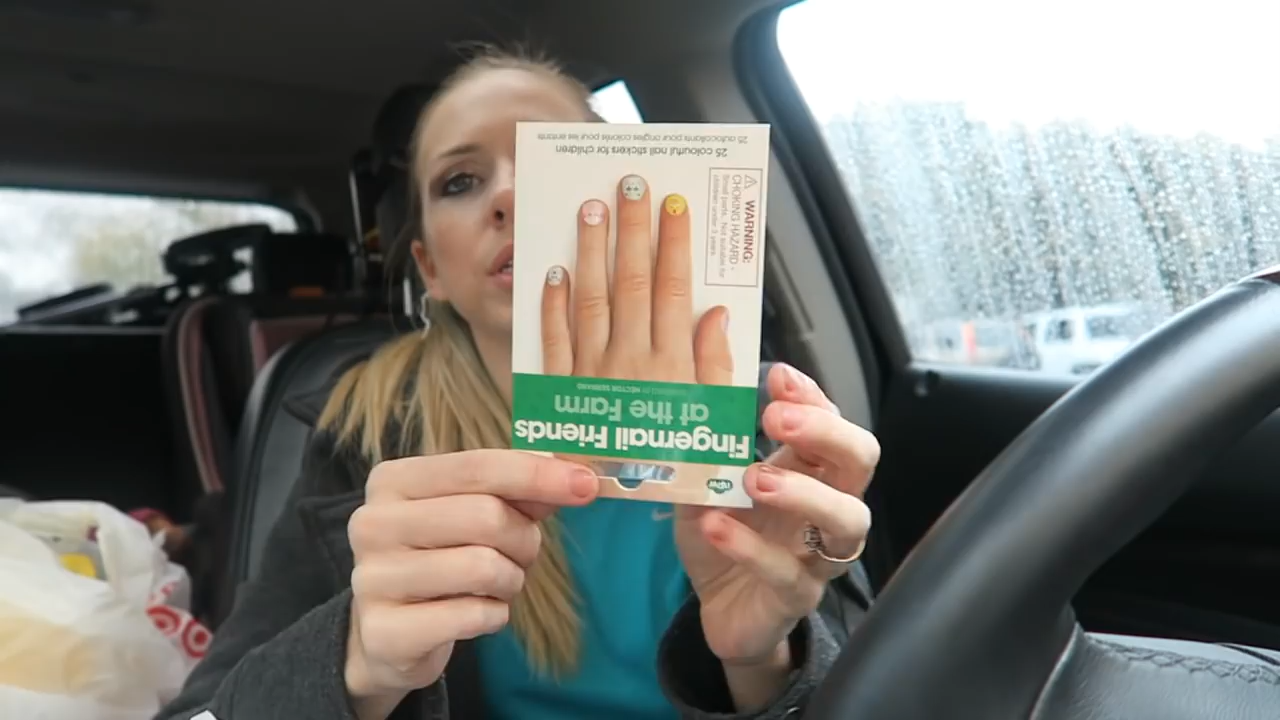 Fingernail Friends
at the Farm
DESIGNED BY HECTOR SERRANO
WARNING:
CHOKING HAZARD -
Small parts. Not suitable for
children under 3 years.
25 colourful nail stickers for children
25 autocollants pour ongles colorés pour les enfants
npw